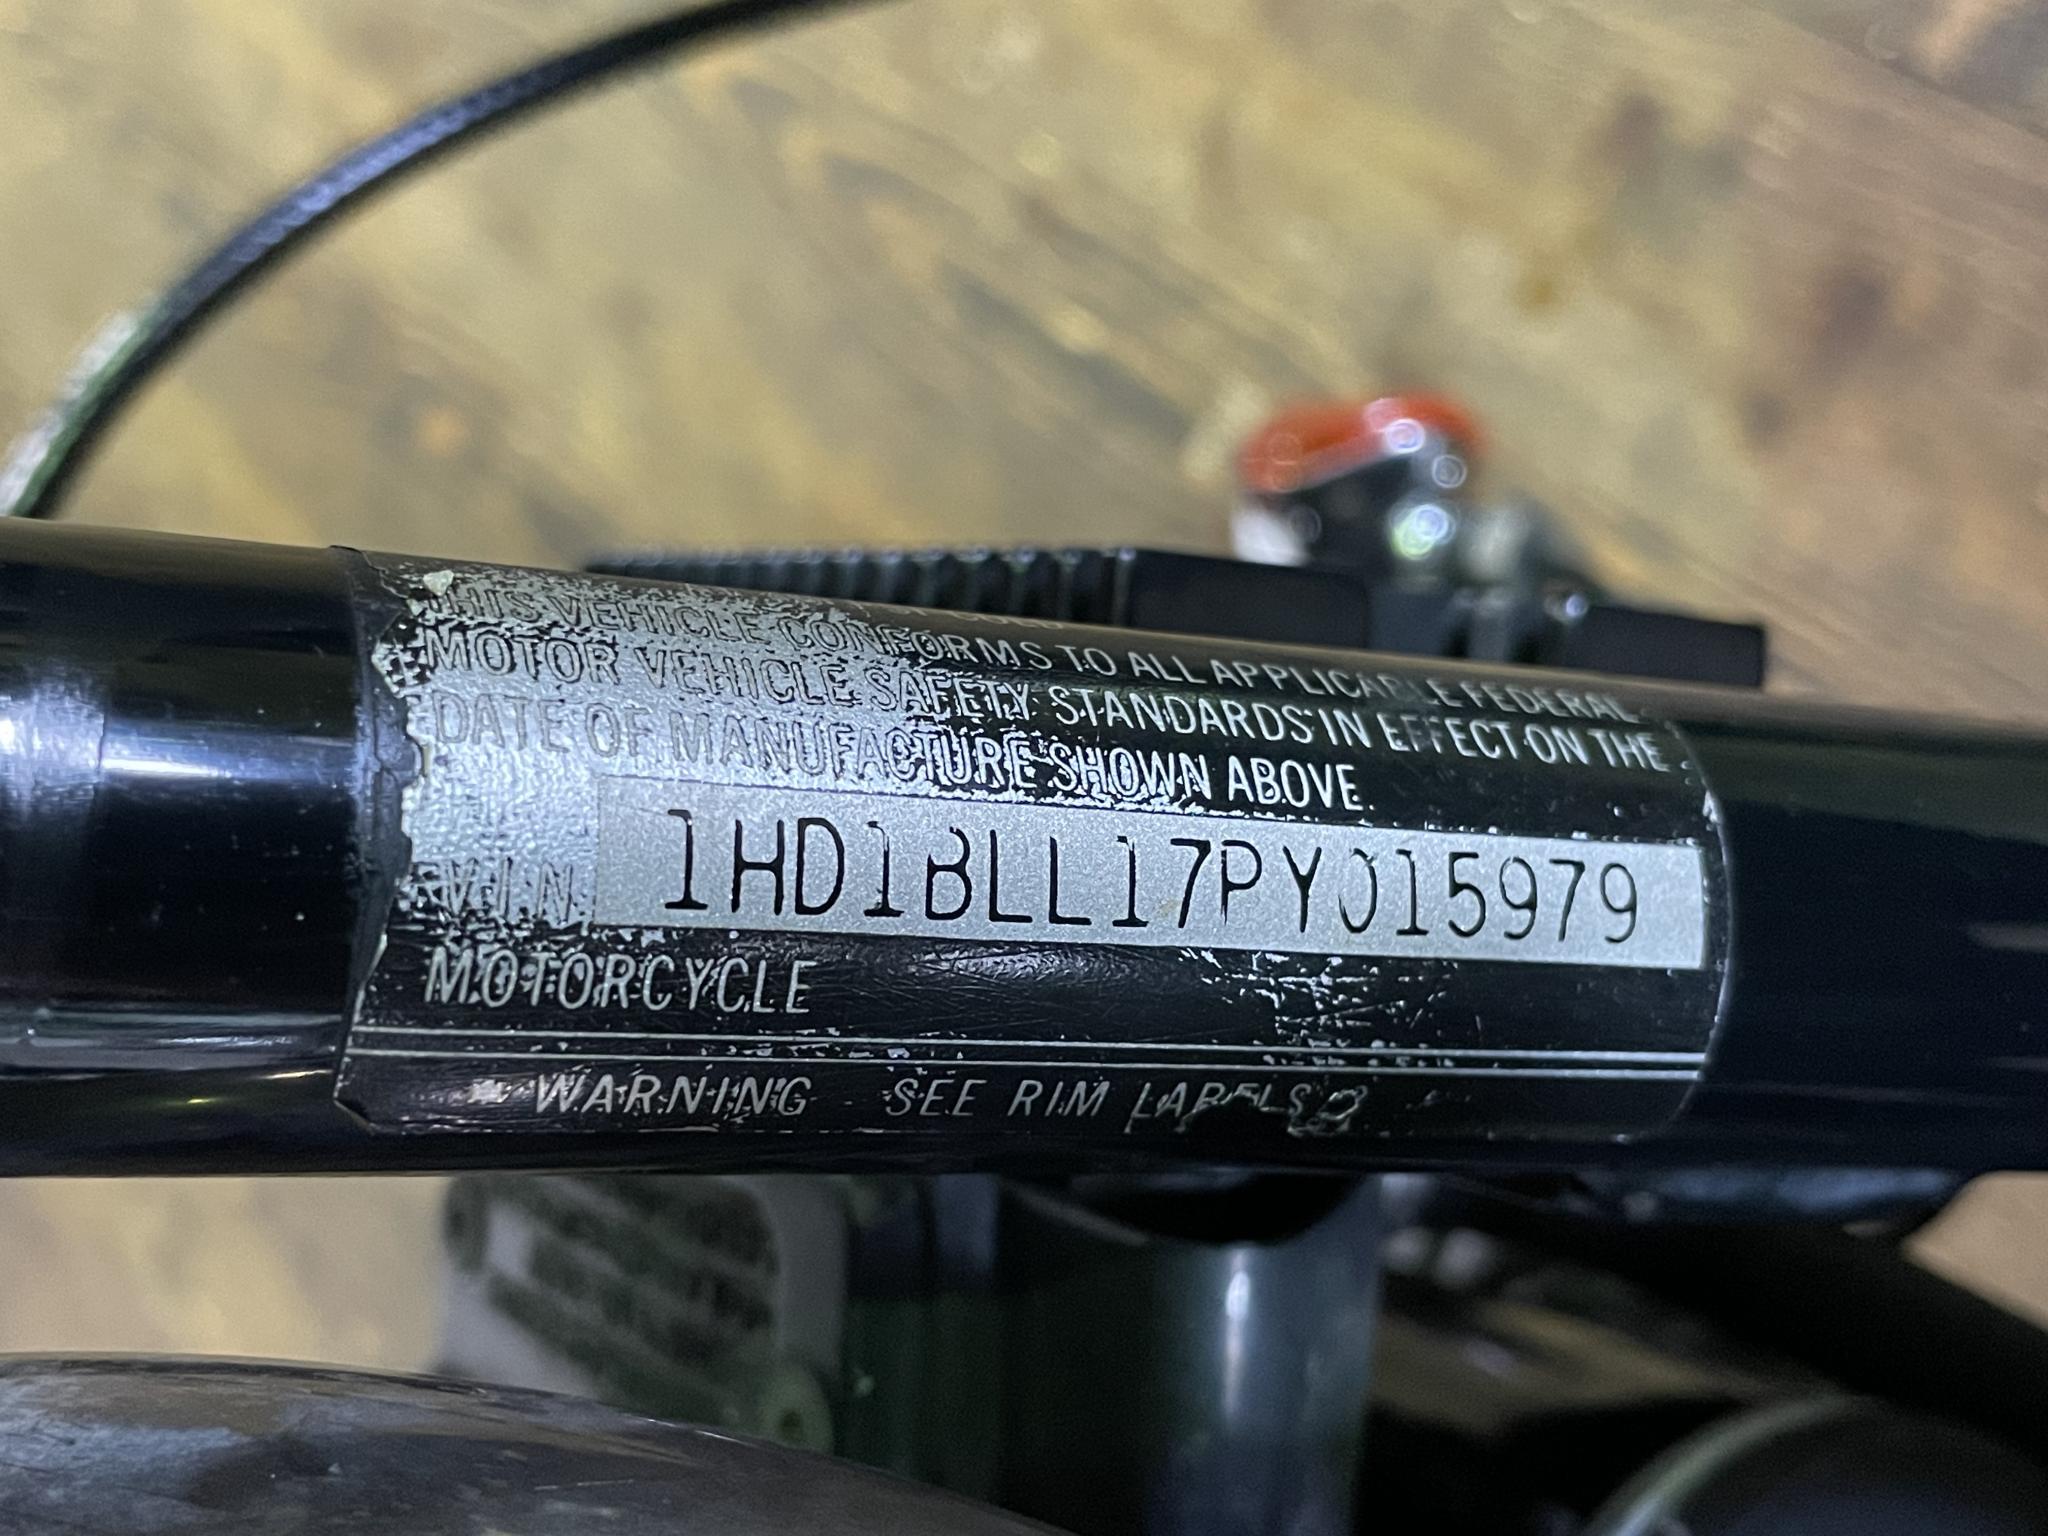 COLD
THIS VEHICLE CONFORMS TO ALL APPLICABLE FEDERAL
MOTOR VEHICLE SAFETY STANDARDS IN EFFECT ON THE
DATE OF MANUFACTURE SHOWN ABOVE.
V I N 1HD1BLL17PY015979
MOTORCYCLE
WARNING SEE RIM LABELS